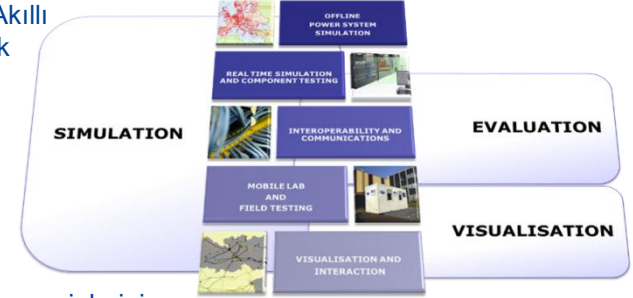 Akıllı
k
OFFLINE
POWER SYSTEM
SIMULATION
REAL TIME SIMULATION
AND COMPONENT TESTING
SIMULATION
INTEROPERABILITY AND
COMMUNICATIONS
EVALUATION
MOBILE LAB
AND
FIELD TESTING
VISUALISATION
VISUALISATION AND
INTERACTION